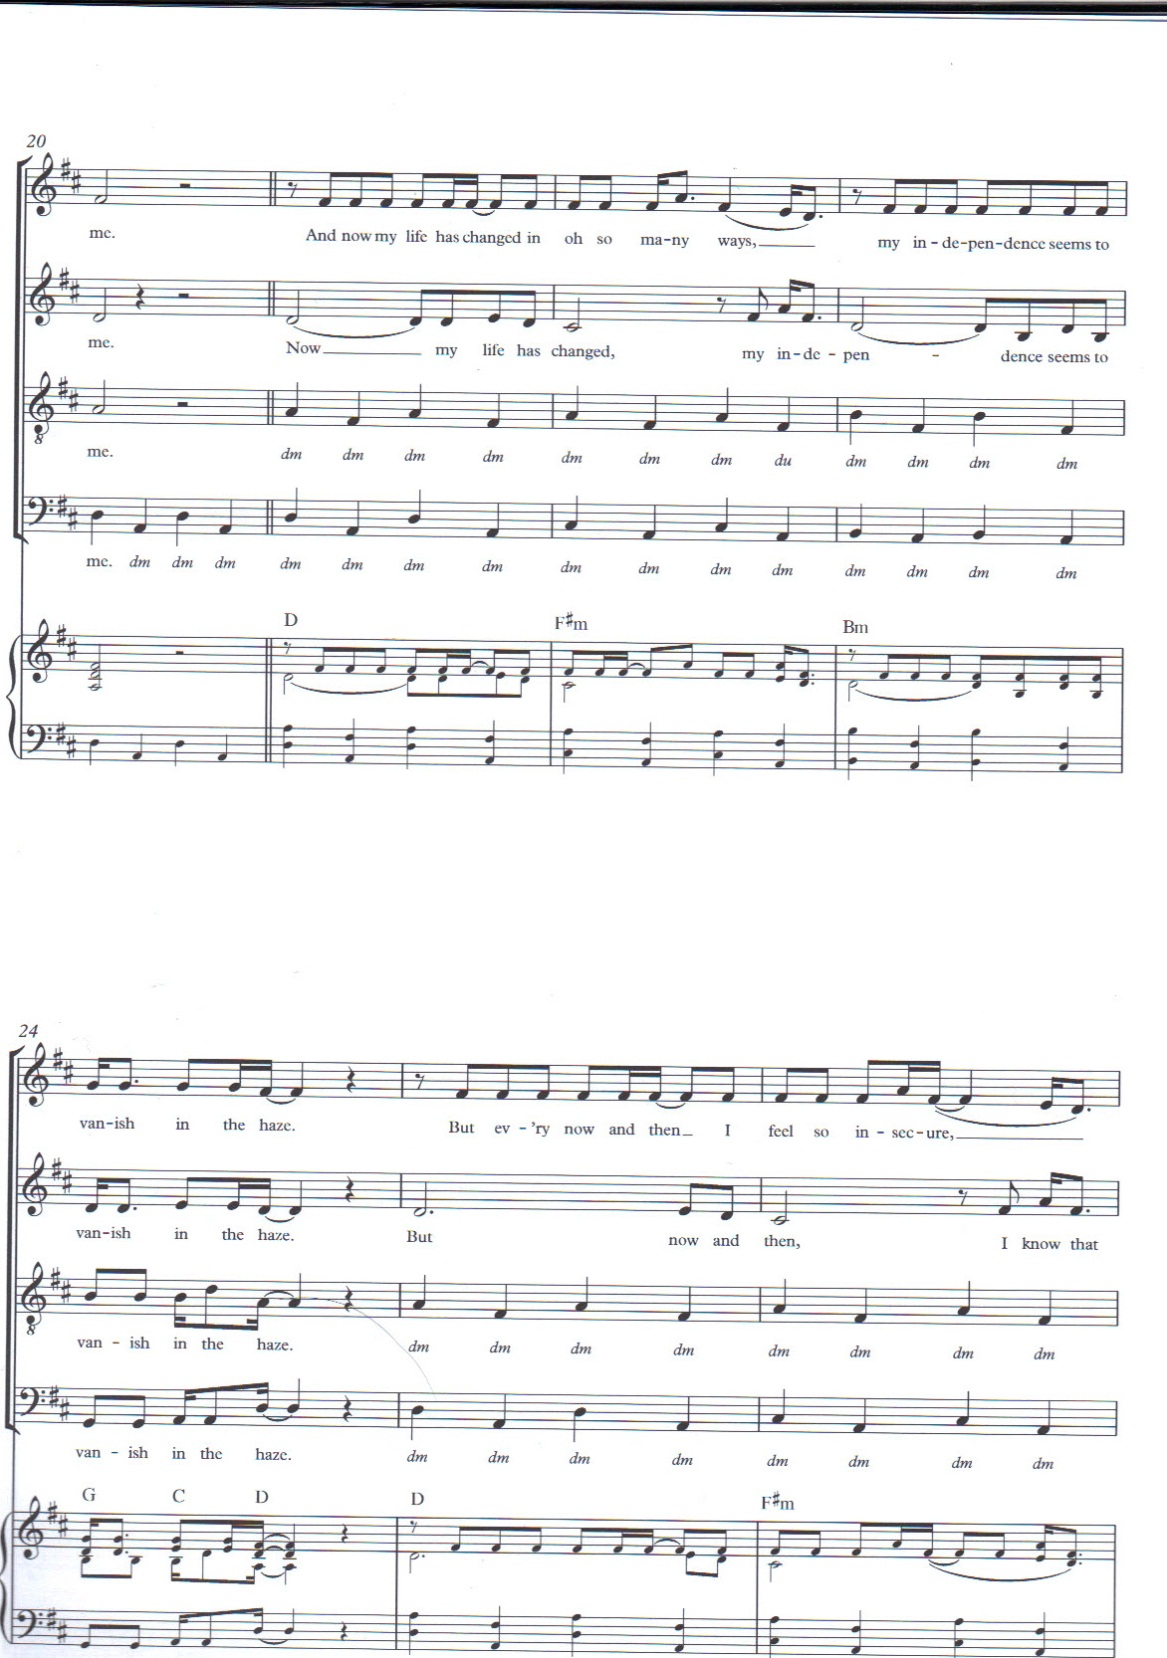 20
me.
And now my life has changed in oh so ma-ny ways, my in-de-pen-dence seems to
me.
Now my life has changed, my in-de-pen-dence seems to
me.
dm dm dm dm dm dm dm du dm dm dm dm
me. dm dm dm dm dm dm dm dm dm dm dm dm dm dm dm
D F#m Bm
24
van-ish in the haze. But ev-'ry now and then I feel so in-sec-ure,
van-ish in the haze. But now and then, I know that
van-ish in the haze. dm dm dm dm dm dm dm dm
van-ish in the haze. dm dm dm dm dm dm dm dm
G C D D F#m